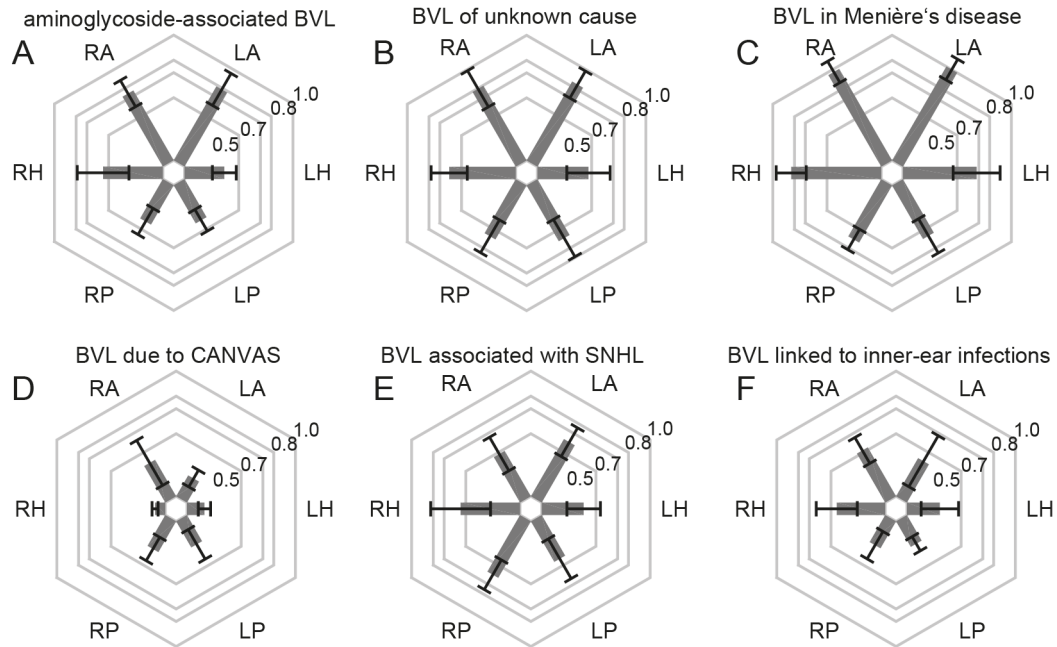 aminoglycoside-associated BVL
BVL of unknown cause
BVL in Menière‘s disease
A
RA
LA
1.0
0.8
0.7
0.5
RH
LH
RP
LP
B
RA
LA
1.0
0.8
0.7
0.5
RH
LH
RP
LP
C
RA
LA
1.0
0.8
0.7
0.5
RH
LH
RP
LP
BVL due to CANVAS
BVL associated with SNHL
BVL linked to inner-ear infections
D
RA
LA
1.0
0.8
0.7
0.5
RH
LH
RP
LP
E
RA
LA
1.0
0.8
0.7
0.5
RH
LH
RP
LP
F
RA
LA
1.0
0.8
0.7
0.5
RH
LH
RP
LP